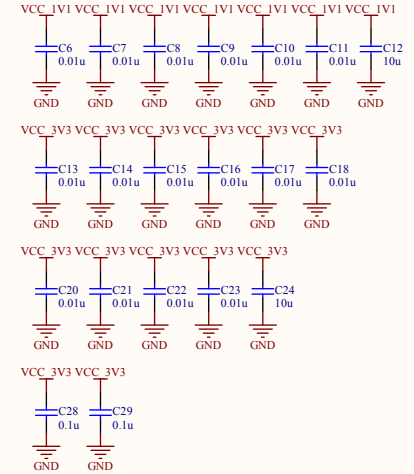 VCC_1V1 VCC_1V1 VCC_1V1 VCC_1V1 VCC_1V1 VCC_1V1 VCC_1V1
C6 C7 C8 C9 C10 C11 C12
0.01u 0.01u 0.01u 0.01u 0.01u 0.01u 10u
GND GND GND GND GND GND GND
VCC_3V3 VCC_3V3 VCC_3V3 VCC_3V3 VCC_3V3 VCC_3V3
C13 C14 C15 C16 C17 C18
0.01u 0.01u 0.01u 0.01u 0.01u 0.01u
GND GND GND GND GND GND
VCC_3V3 VCC_3V3 VCC_3V3 VCC_3V3 VCC_3V3
C20 C21 C22 C23 C24
0.01u 0.01u 0.01u 0.01u 10u
GND GND GND GND GND
VCC_3V3 VCC_3V3
C28 C29
0.1u 0.1u
GND GND